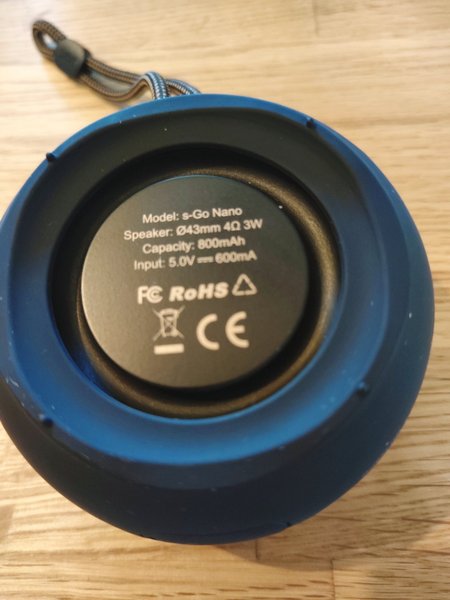 Model: s-Go Nano
Speaker: Ø43mm 4Ω 3W
Capacity: 800mAh
Input: 5.0V ⎓ 600mA
FC RoHS
CE